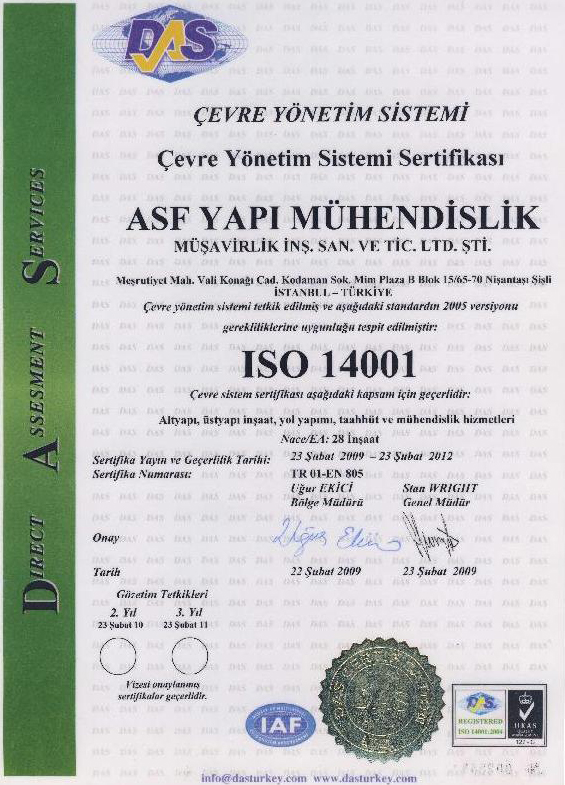 DAS
DIRECT ASSESMENT SERVICES
ÇEVRE YÖNETİM SİSTEMİ
Çevre Yönetim Sistemi Sertifikası
ASF YAPI MÜHENDİSLİK
MÜŞAVİRLİK İNŞ. SAN. VE TİC. LTD. ŞTİ.
Meşrutiyet Mah. Vali Konağı Cad. Kodaman Sok. Mim Plaza B Blok 15/65-70 Nişantaşı Şişli
İSTANBUL – TÜRKİYE
Çevre yönetim sistemi tetkik edilmiş ve aşağıdaki standardın 2005 versiyonu
gerekliliklerine uygunluğu tespit edilmiştir:
ISO 14001
Çevre sistem sertifikası aşağıdaki kapsam için geçerlidir:
Altyapı, üstyapı inşaat, yol yapımı, taahhüt ve mühendislik hizmetleri
Nace/EA: 28 İnşaat
Sertifika Yayın ve Geçerlilik Tarihi: 23 Şubat 2009 – 23 Şubat 2012
Sertifika Numarası: TR 01-EN 805
Uğur EKİCİ Stan WRIGHT
Bölge Müdürü Genel Müdür
Onay
Tarih 22 Şubat 2009 23 Şubat 2009
Gözetim Tetkikleri
2. Yıl 3. Yıl
23 Şubat 10 23 Şubat 11
Vizesi onaylanmış
sertifikalar geçerlidir.
IAF
DAS
REGISTERED
ISO 14001:2004
UKAS
info@dasturkey.com www.dasturkey.com